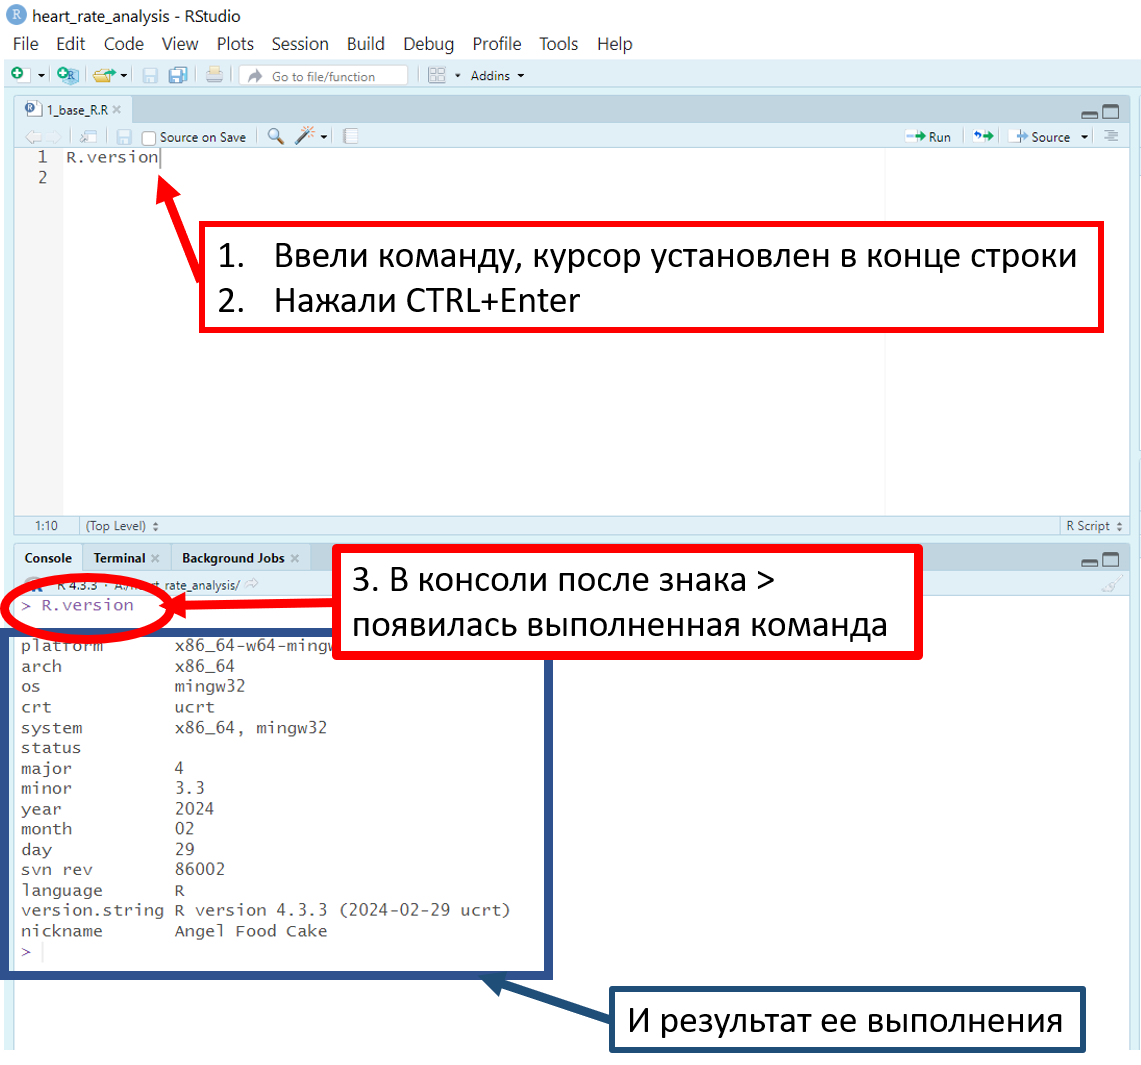 heart_rate_analysis - RStudio
File Edit Code View Plots Session Build Debug Profile Tools Help
Go to file/function Addins
1_base_R.R
Source on Save Run Source
1 R.version
2
1. Ввели команду, курсор установлен в конце строки
2. Нажали CTRL+Enter
1:10 (Top Level) R Script
Console Terminal Background Jobs
R 4.3.3 · A:/heart_rate_analysis/
> R.version
3. В консоли после знака >
появилась выполненная команда
platform x86_64-w64-mingw
arch x86_64
os mingw32
crt ucrt
system x86_64, mingw32
status
major 4
minor 3.3
year 2024
month 02
day 29
svn rev 86002
language R
version.string R version 4.3.3 (2024-02-29 ucrt)
nickname Angel Food Cake
>
И результат ее выполнения